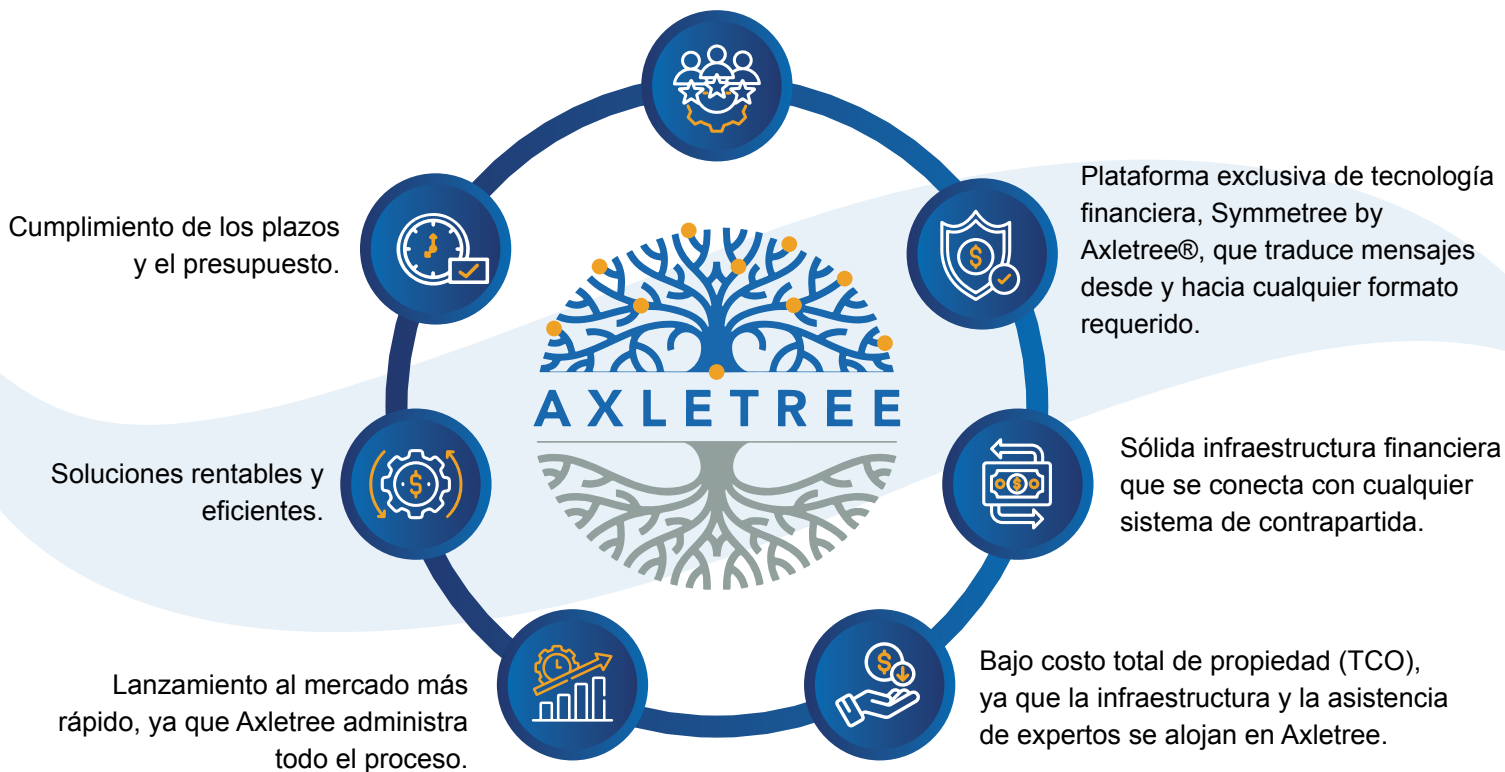 Cumplimiento de los plazos
y el presupuesto.
Plataforma exclusiva de tecnología
financiera, Symmetree by
Axletree®, que traduce mensajes
desde y hacia cualquier formato
requerido.
AXLETREE
Soluciones rentables y
eficientes.
Sólida infraestructura financiera
que se conecta con cualquier
sistema de contrapartida.
Lanzamiento al mercado más
rápido, ya que Axletree administra
todo el proceso.
Bajo costo total de propiedad (TCO),
ya que la infraestructura y la asistencia
de expertos se alojan en Axletree.